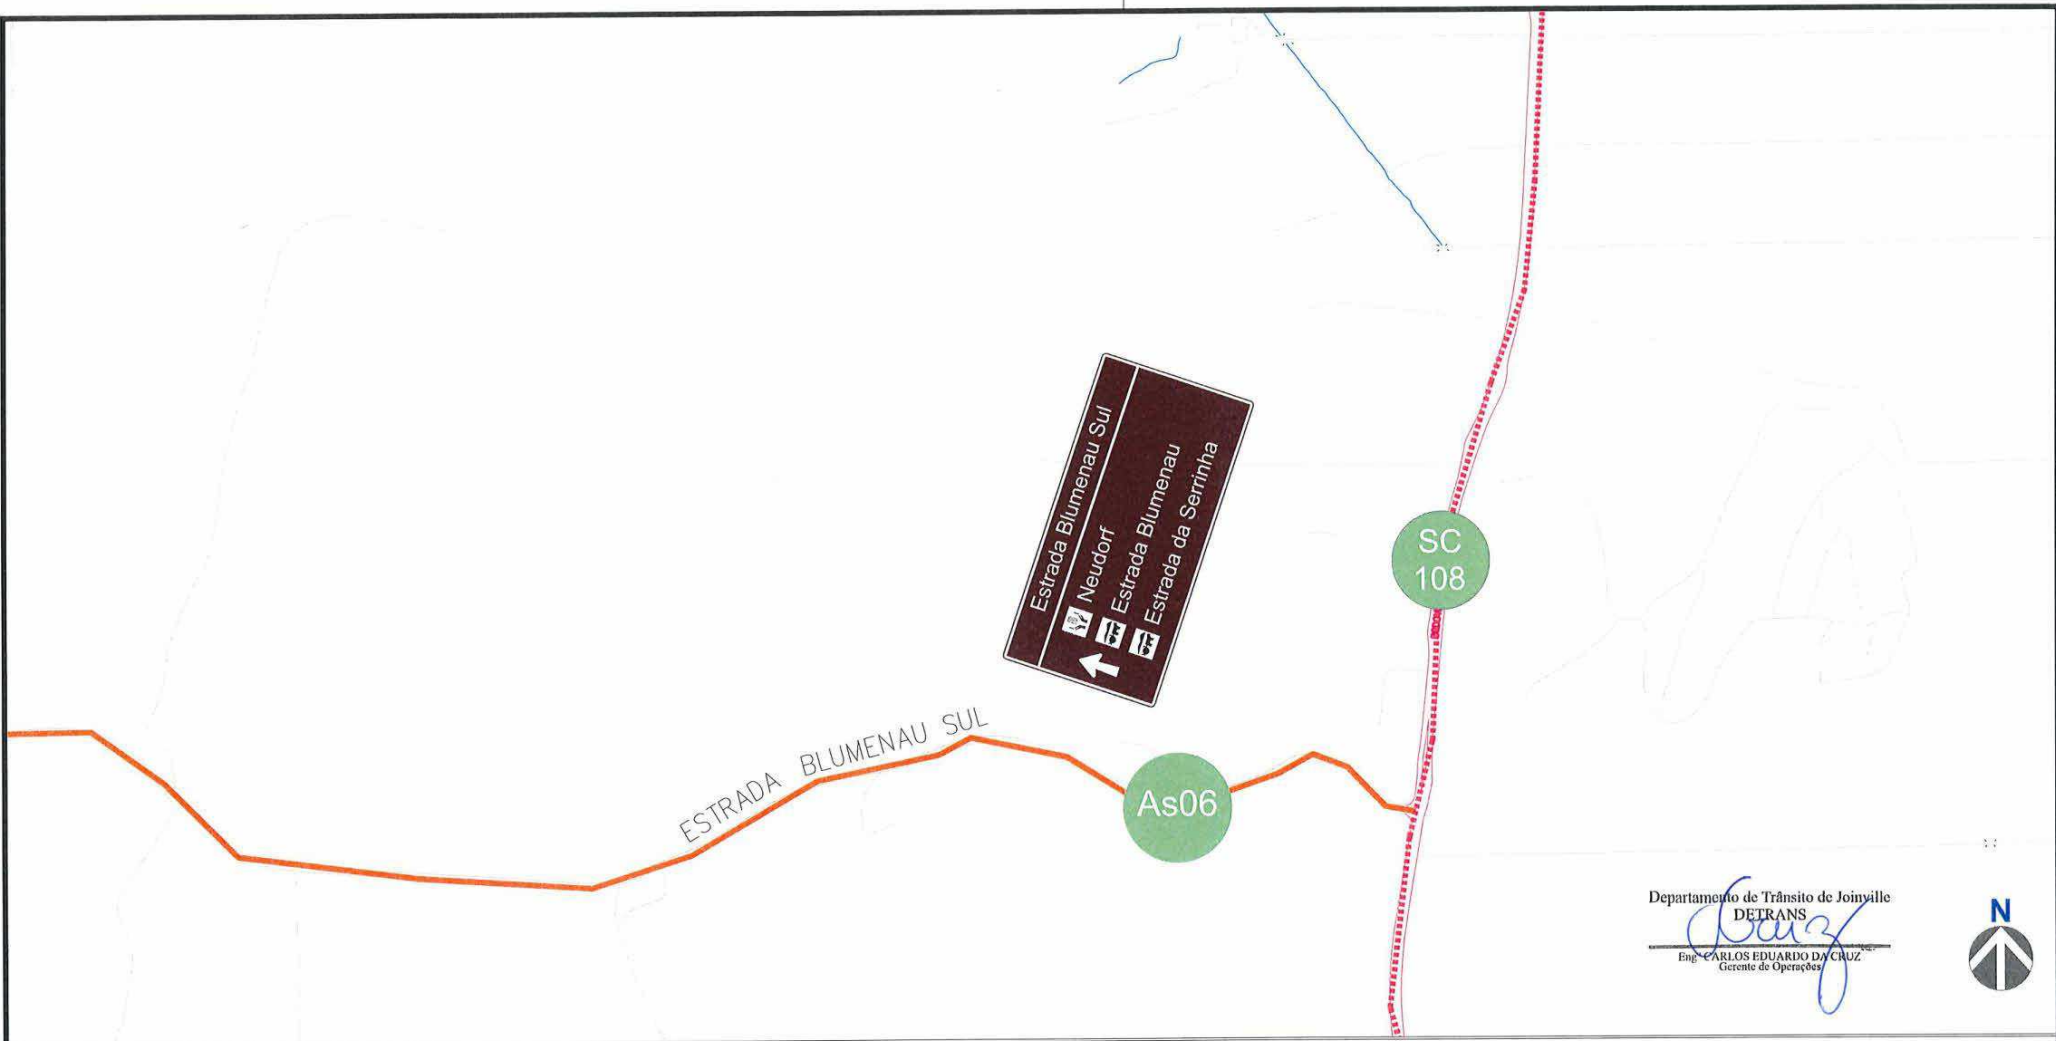 Estrada Blumenau Sul
Neudorf
Estrada Blumenau
Estrada da Serrinha
SC
108
ESTRADA BLUMENAU SUL
As06
Departamento de Trânsito de Joinville
DETRANS
Eng° CARLOS EDUARDO DA CRUZ
Gerente de Operações
N